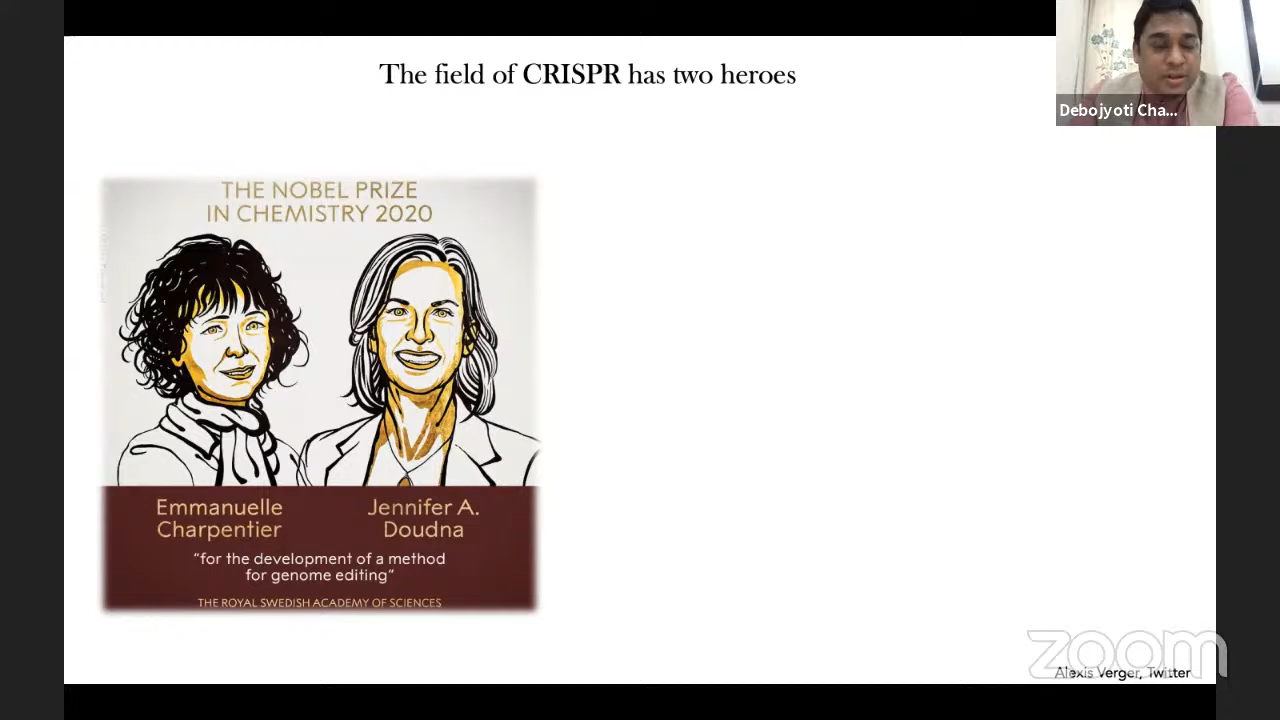 The field of CRISPR has two heroes
Debojyoti Cha...
THE NOBEL PRIZE
IN CHEMISTRY 2020
Emmanuelle
Charpentier
Jennifer A.
Doudna
“for the development of a method
for genome editing”
THE ROYAL SWEDISH ACADEMY OF SCIENCES
zoom
Alexis Verger, Twitter